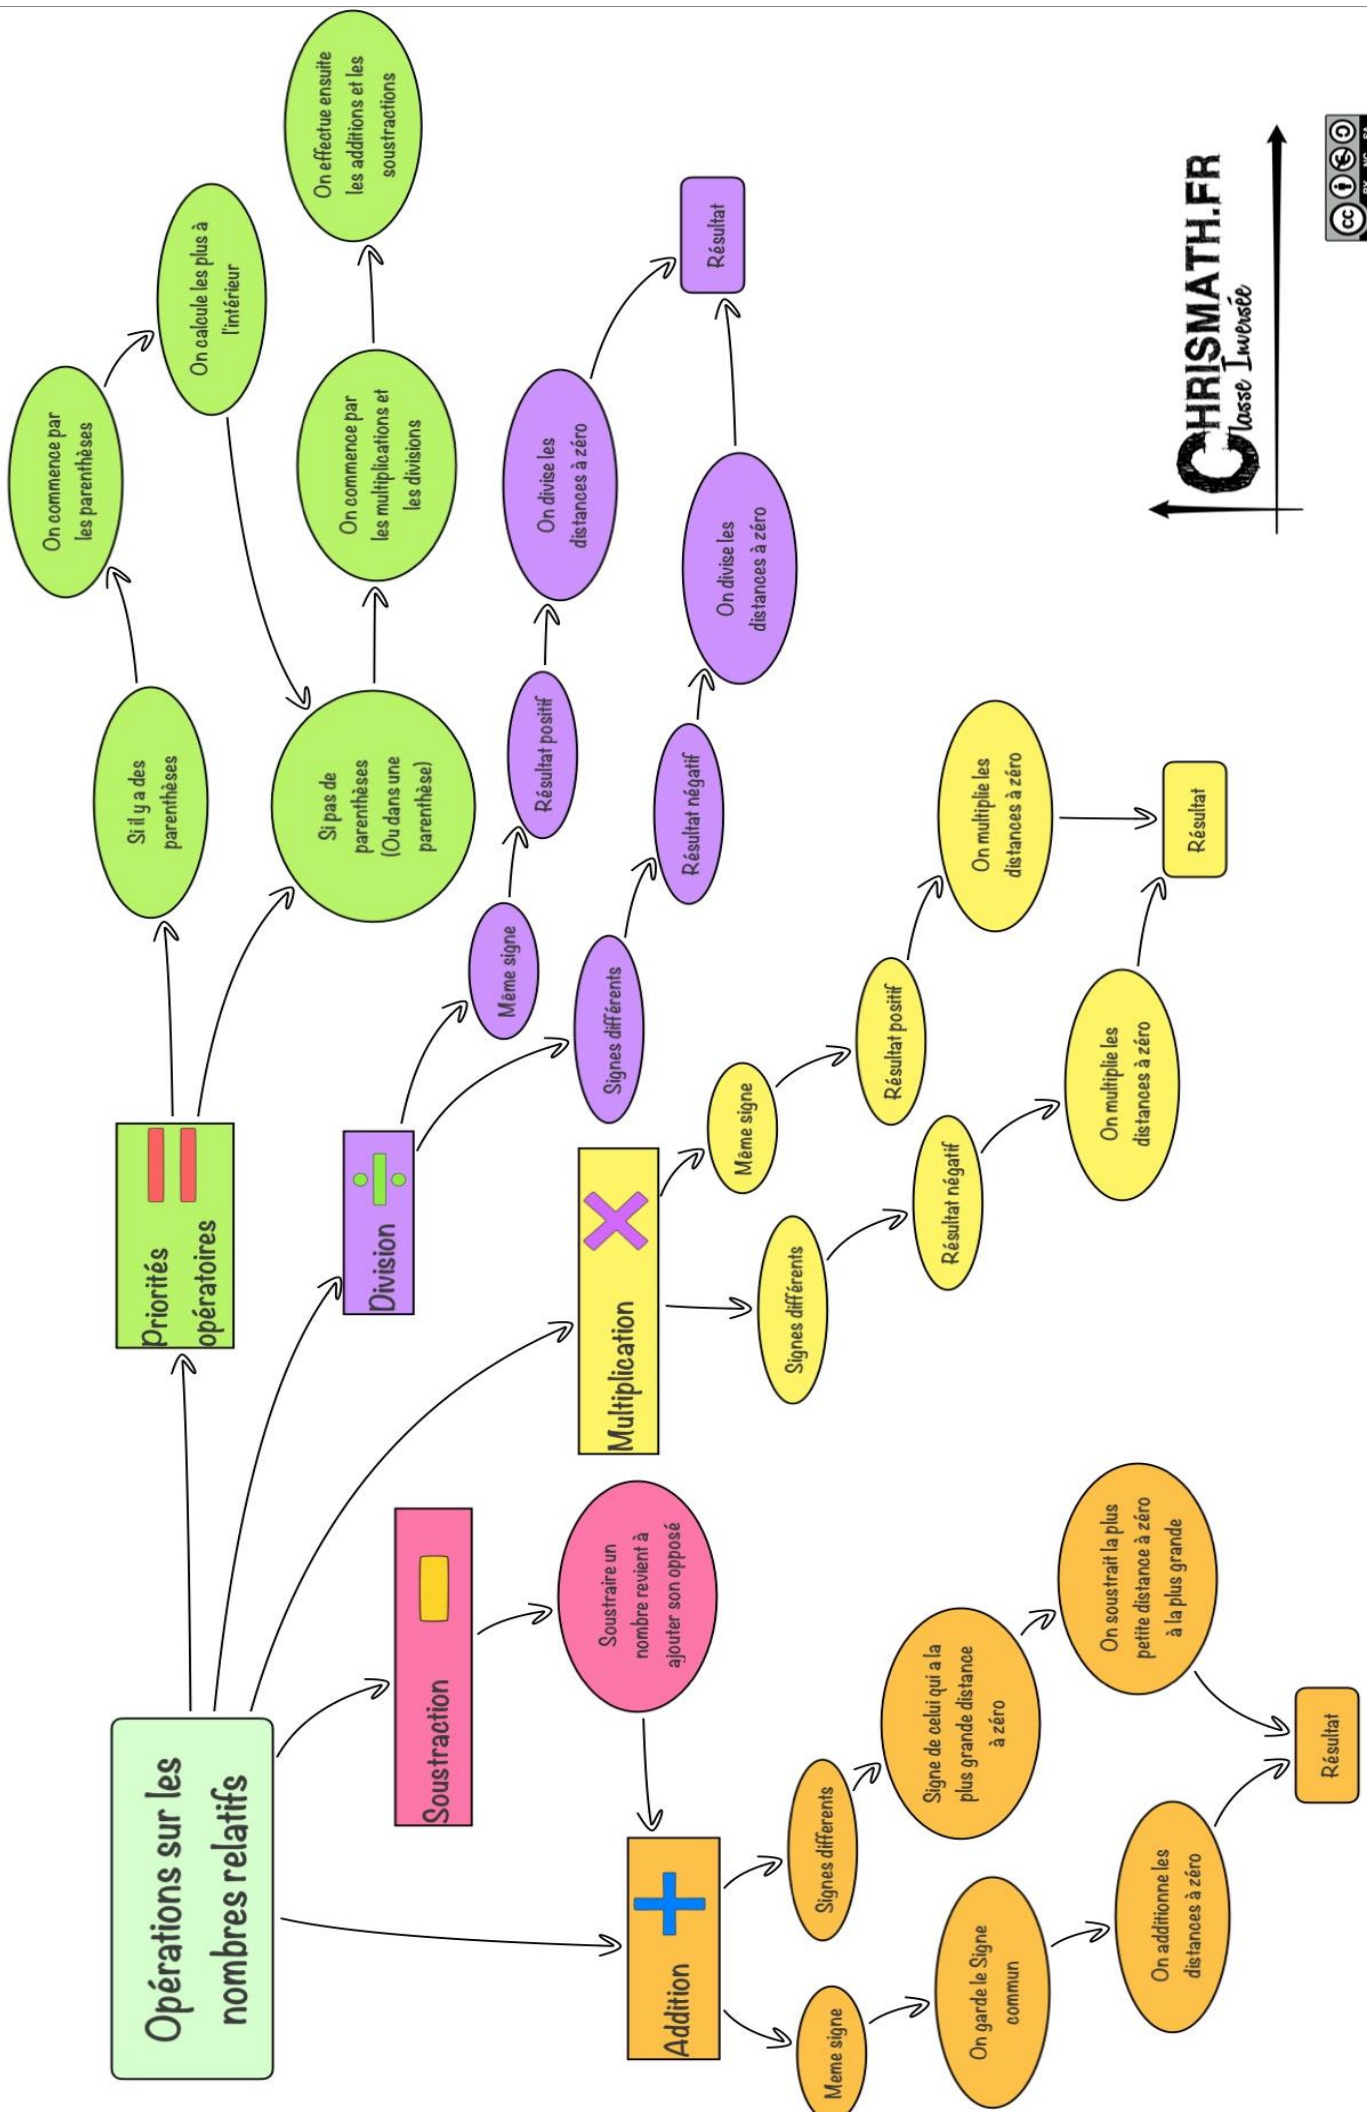 Opérations sur les
nombres relatifs
Priorités
opératoires
Si il y a des
parenthèses
On commence par
les parenthèses
On calcule les plus à
l'intérieur
Si pas de
parenthèses
(Ou dans une
parenthèse)
On commence par
les multiplications et
les divisions
On effectue ensuite
les additions et les
soustractions
Division
Même signe
Résultat positif
On divise les
distances à zéro
Signes différents
Résultat négatif
On divise les
distances à zéro
Résultat
Multiplication
Même signe
Résultat positif
On multiplie les
distances à zéro
Signes différents
Résultat négatif
On multiplie les
distances à zéro
Résultat
Soustraction
Soustraire un
nombre revient à
ajouter son opposé
Addition
Signes differents
Signe de celui qui a la
plus grande distance
à zéro
On soustrait la plus
petite distance à zéro
à la plus grande
Meme signe
On garde le Signe
commun
On additionne les
distances à zéro
Résultat
CHRISMATH.FR
Classe Inversée
cc